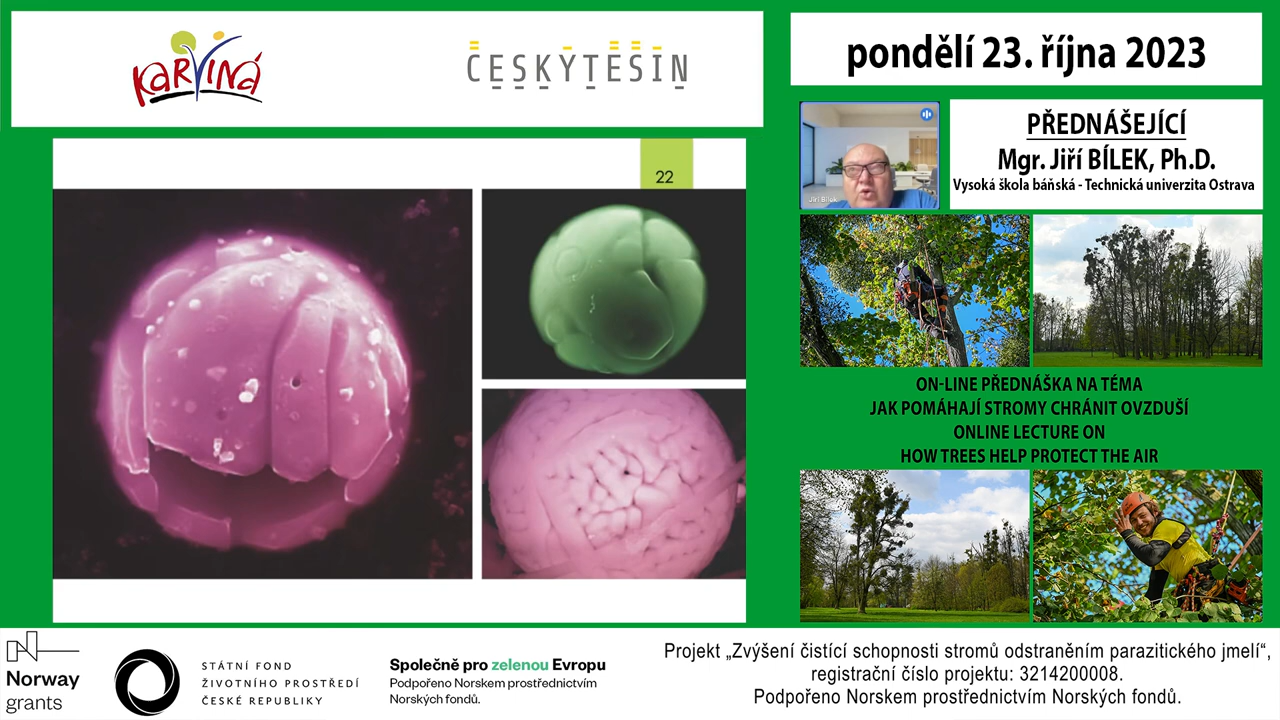 Karviná
ČESKÝTĚŠÍN
pondělí 23. října 2023
PŘEDNÁŠEJÍCÍ
Mgr. Jiří BÍLEK, Ph.D.
Vysoká škola báňská - Technická univerzita Ostrava
Jiří Bílek
22
ON-LINE PŘEDNÁŠKA NA TÉMA
JAK POMÁHAJÍ STROMY CHRÁNIT OVZDUŠÍ
ONLINE LECTURE ON
HOW TREES HELP PROTECT THE AIR
Norway
grants
STÁTNÍ FOND
ŽIVOTNÍHO PROSTŘEDÍ
ČESKÉ REPUBLIKY
Společně pro zelenou Evropu
Podpořeno Norskem prostřednictvím
Norských fondů.
Projekt „Zvýšení čistící schopnosti stromů odstraněním parazitického jmelí“,
registrační číslo projektu: 3214200008.
Podpořeno Norskem prostřednictvím Norských fondů.